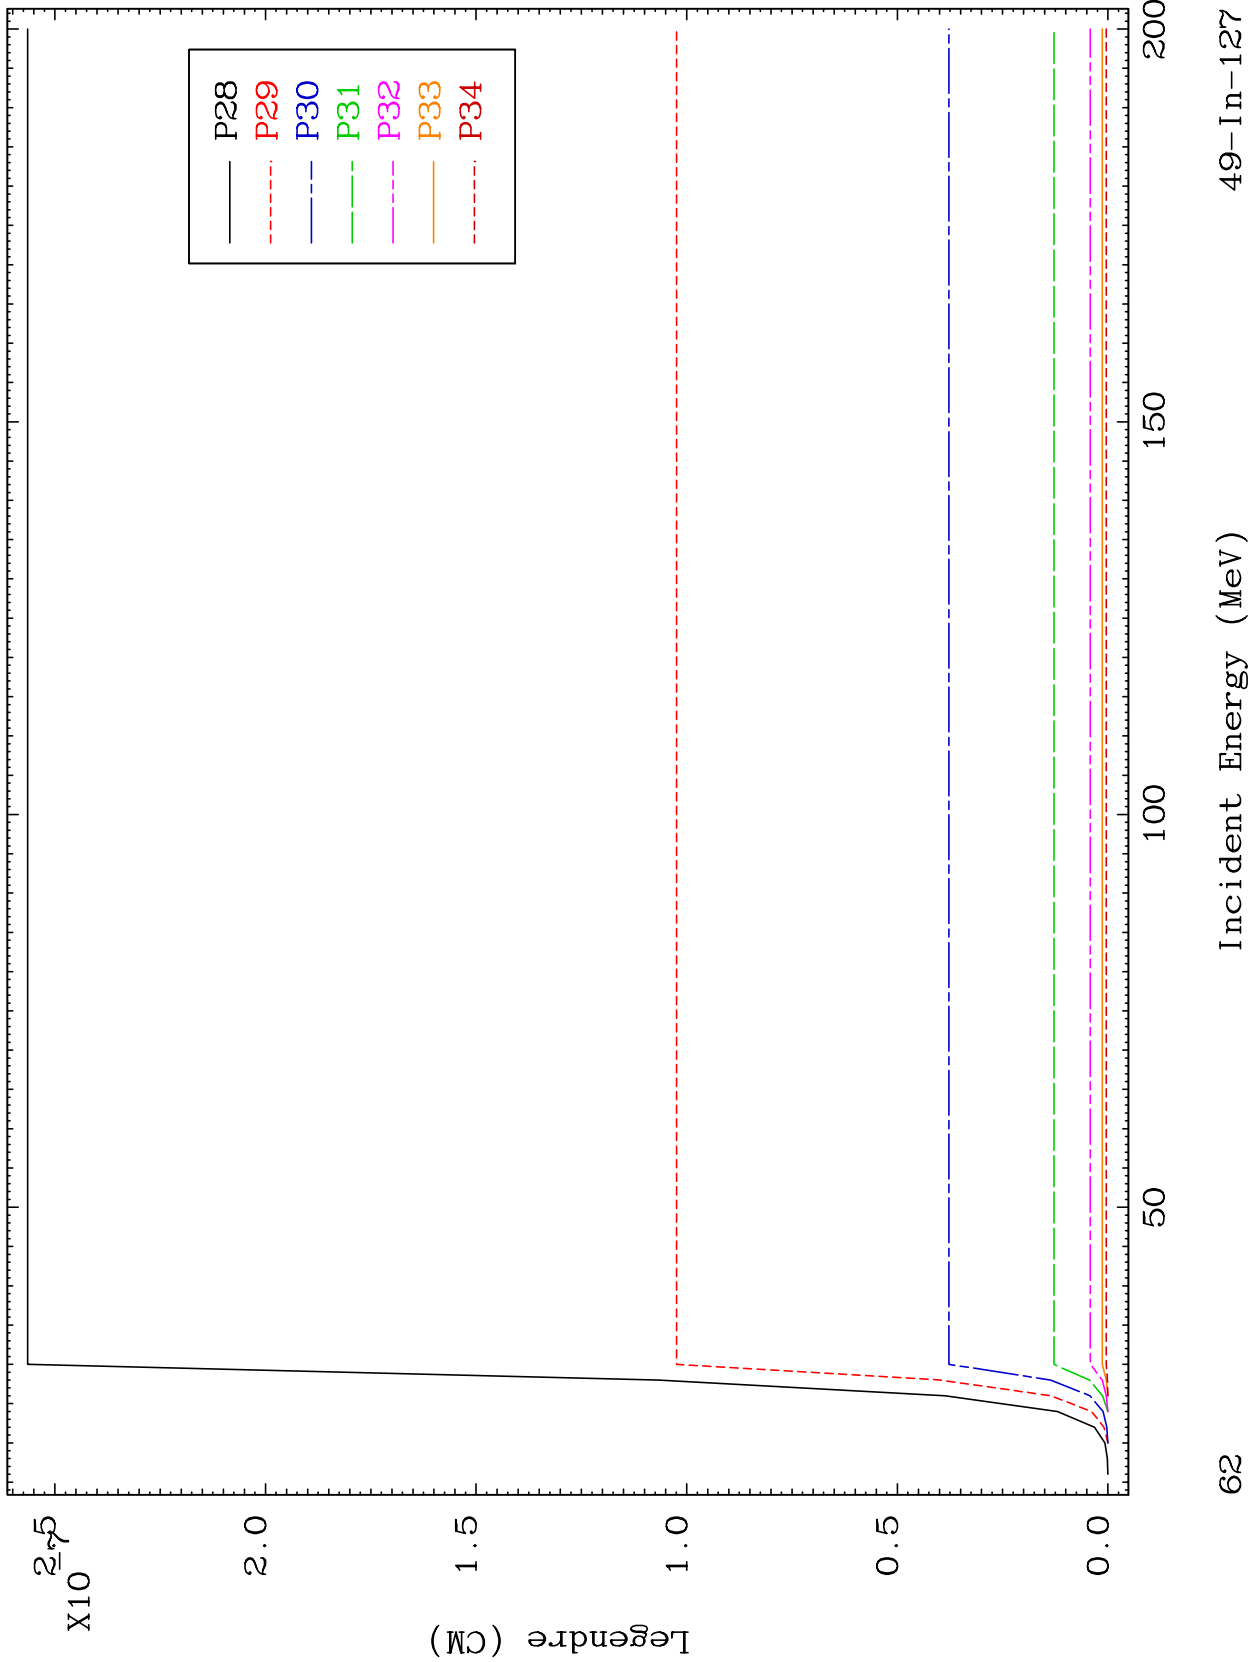 X10
-7
2.5
2.0
1.5
1.0
0.5
0.0
Legendre (CM)
P28
P29
P30
P31
P32
P33
P34
50
100
150
200
Incident Energy (MeV)
62
49-In-127